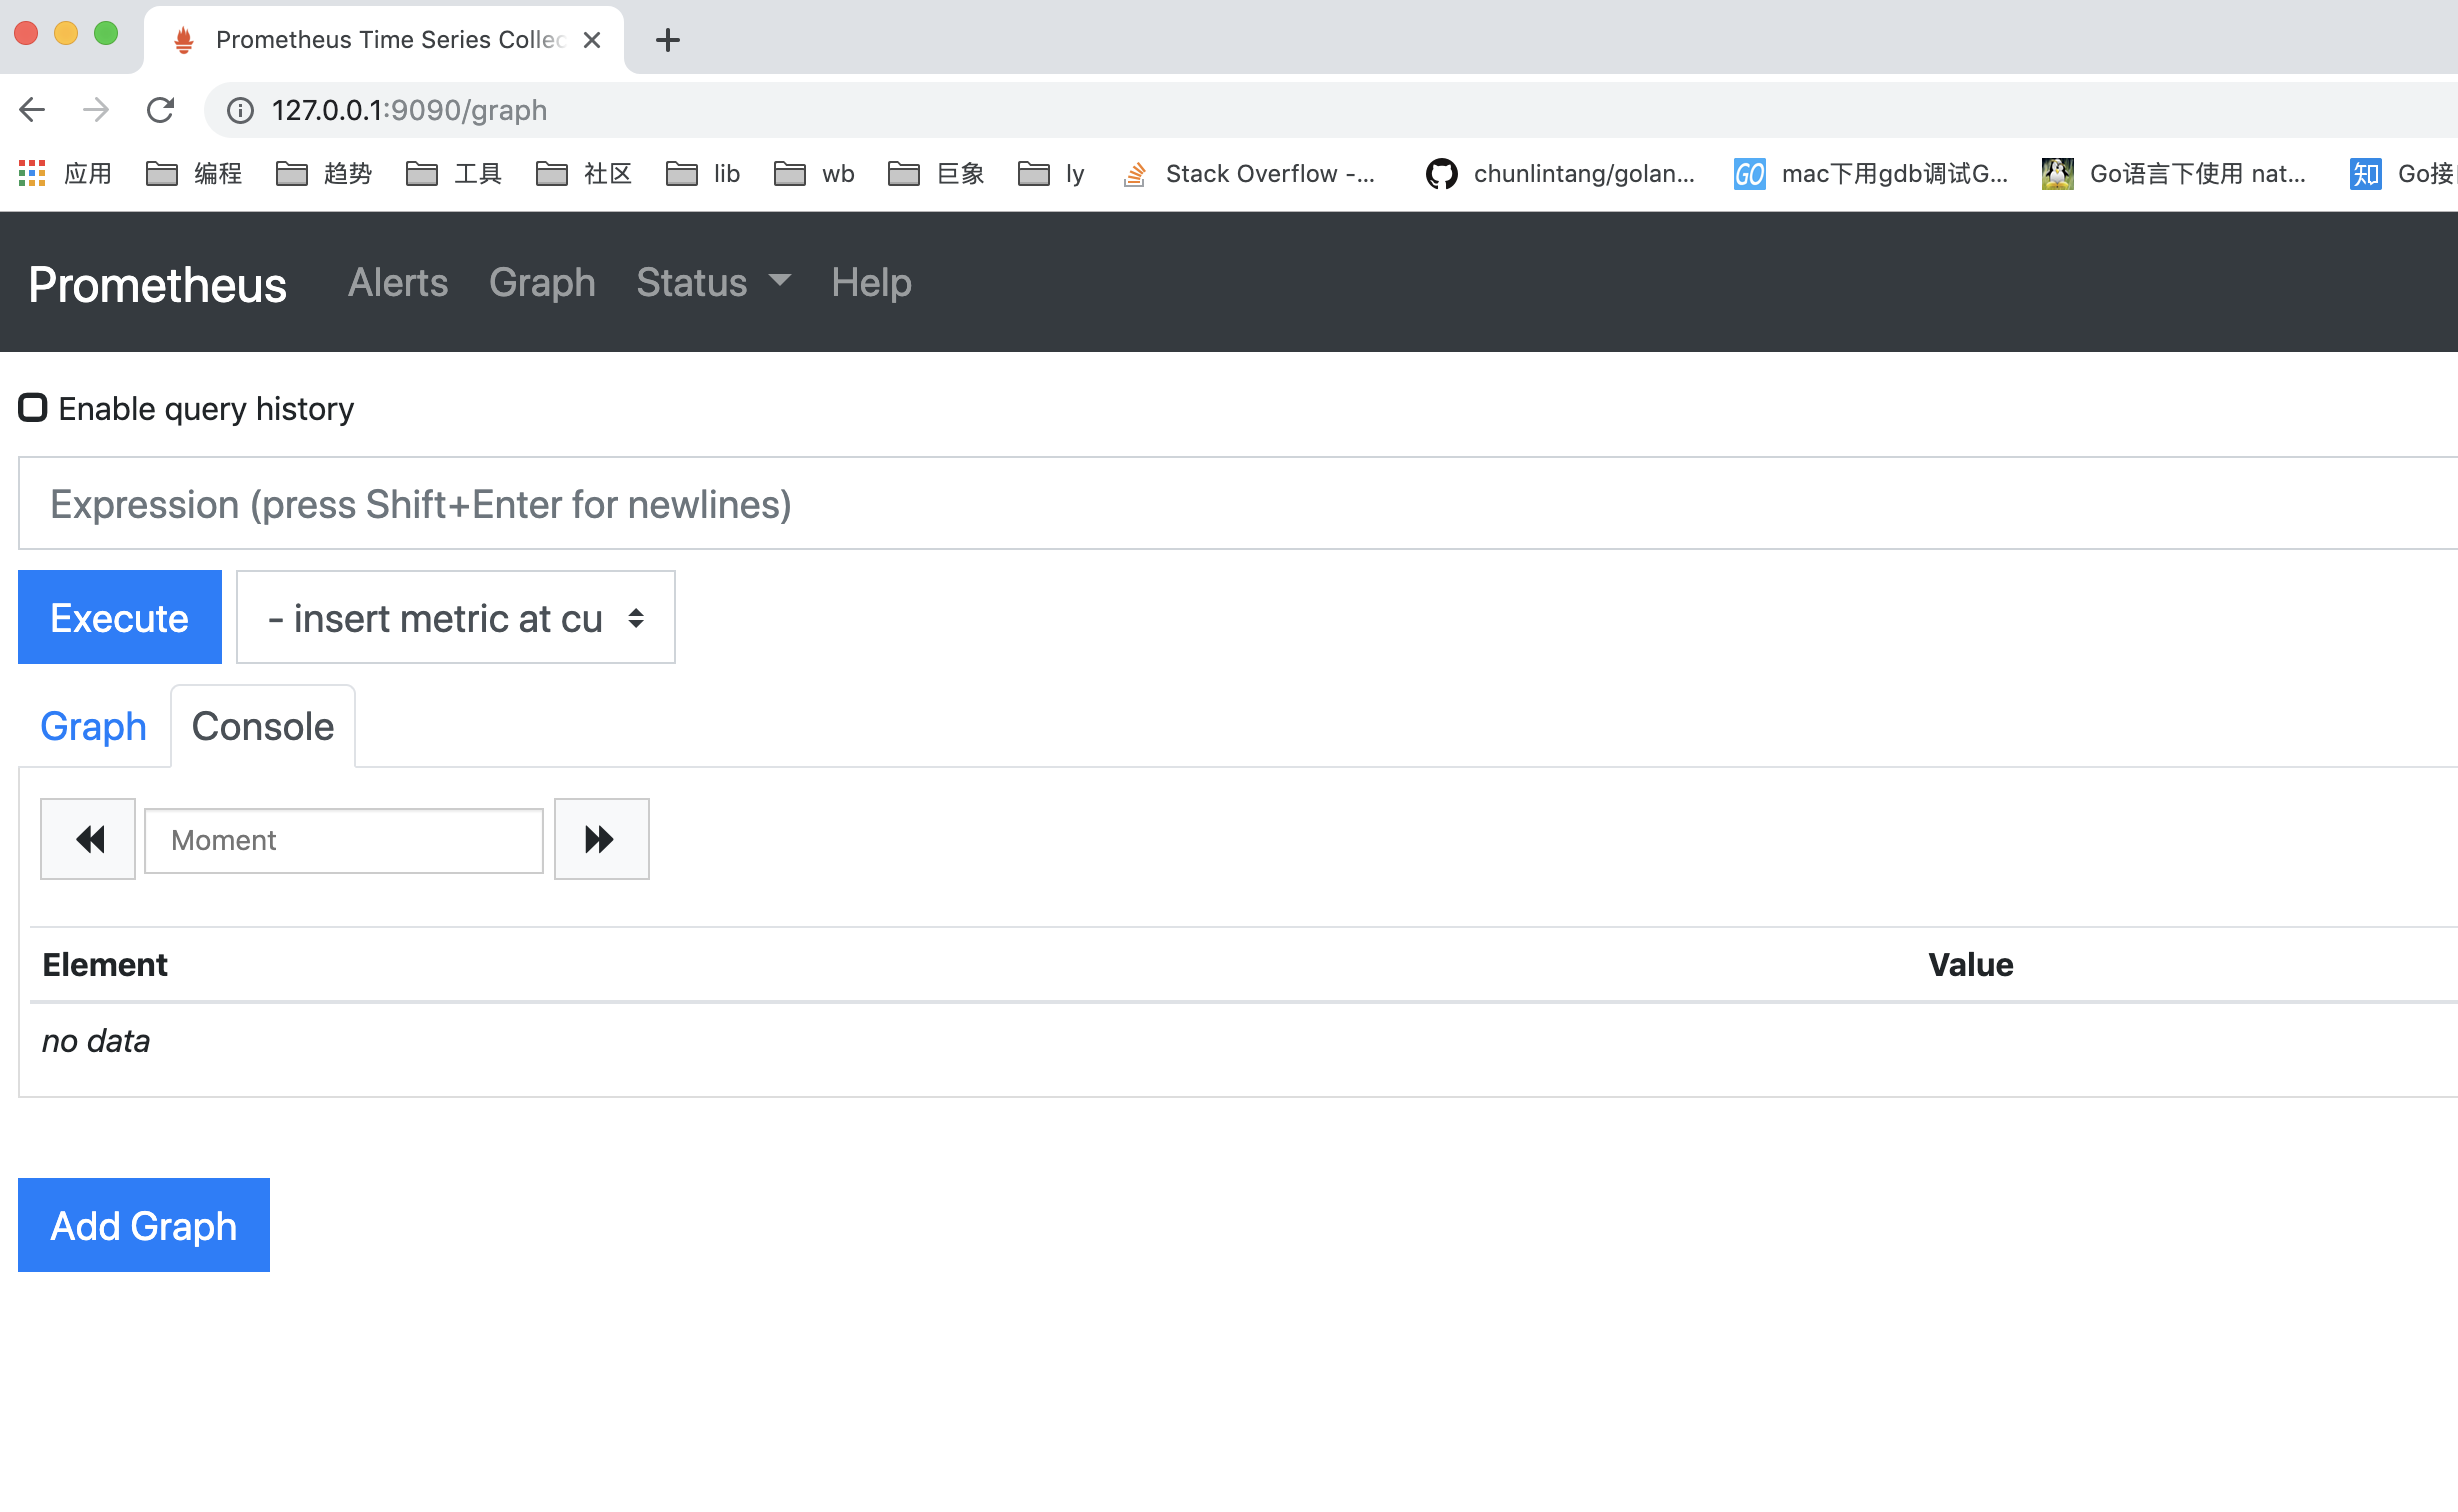 Prometheus Time Series Collec
127.0.0.1:9090/graph
应用 编程 趋势 工具 社区 lib wb 巨象 ly Stack Overflow -... chunlintang/golan... GO mac下用gdb调试G... Go语言下使用 nat... 知 Go接
Prometheus Alerts Graph Status Help
Enable query history
Expression (press Shift+Enter for newlines)
Execute - insert metric at cu
Graph Console
Moment
Element Value
no data
Add Graph